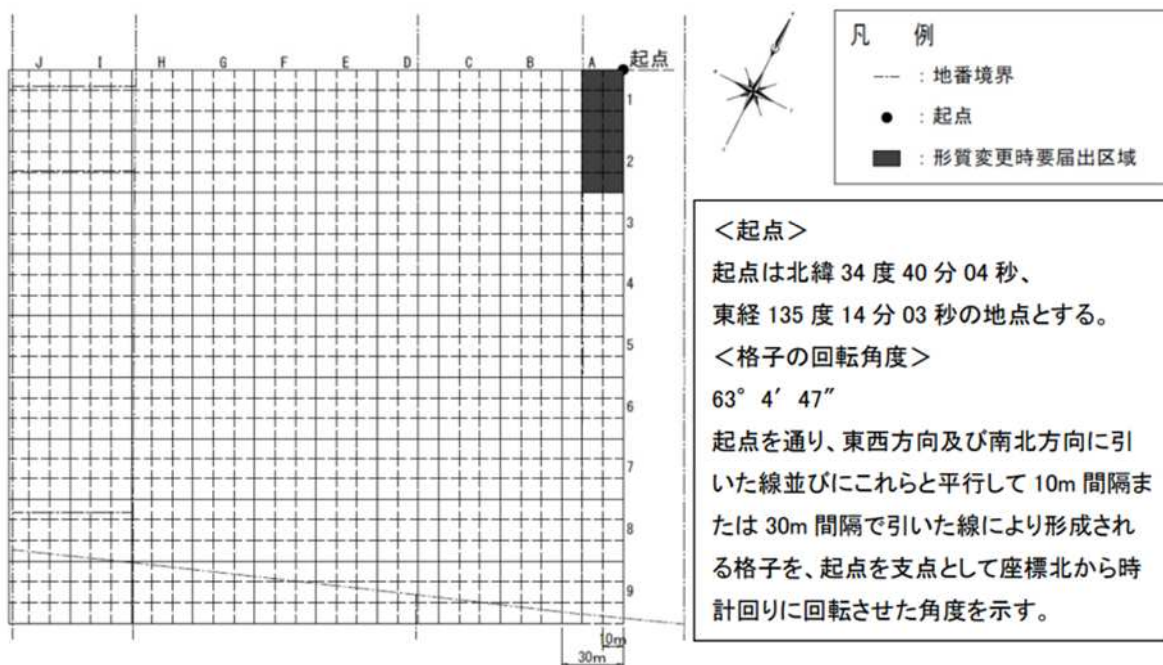 J I H G F E D C B A 起点
1
2
3
4
5
6
7
8
9
10m
30m
凡 例
：地番境界
：起点
：形質変更時要届出区域
＜起点＞
起点は北緯 34 度 40 分 04 秒、
東経 135 度 14 分 03 秒の地点とする。
＜格子の回転角度＞
63° 4′ 47″
起点を通り、東西方向及び南北方向に引
いた線並びにこれらと平行して 10m 間隔ま
たは 30m 間隔で引いた線により形成され
る格子を、起点を支点として座標北から時
計回りに回転させた角度を示す。